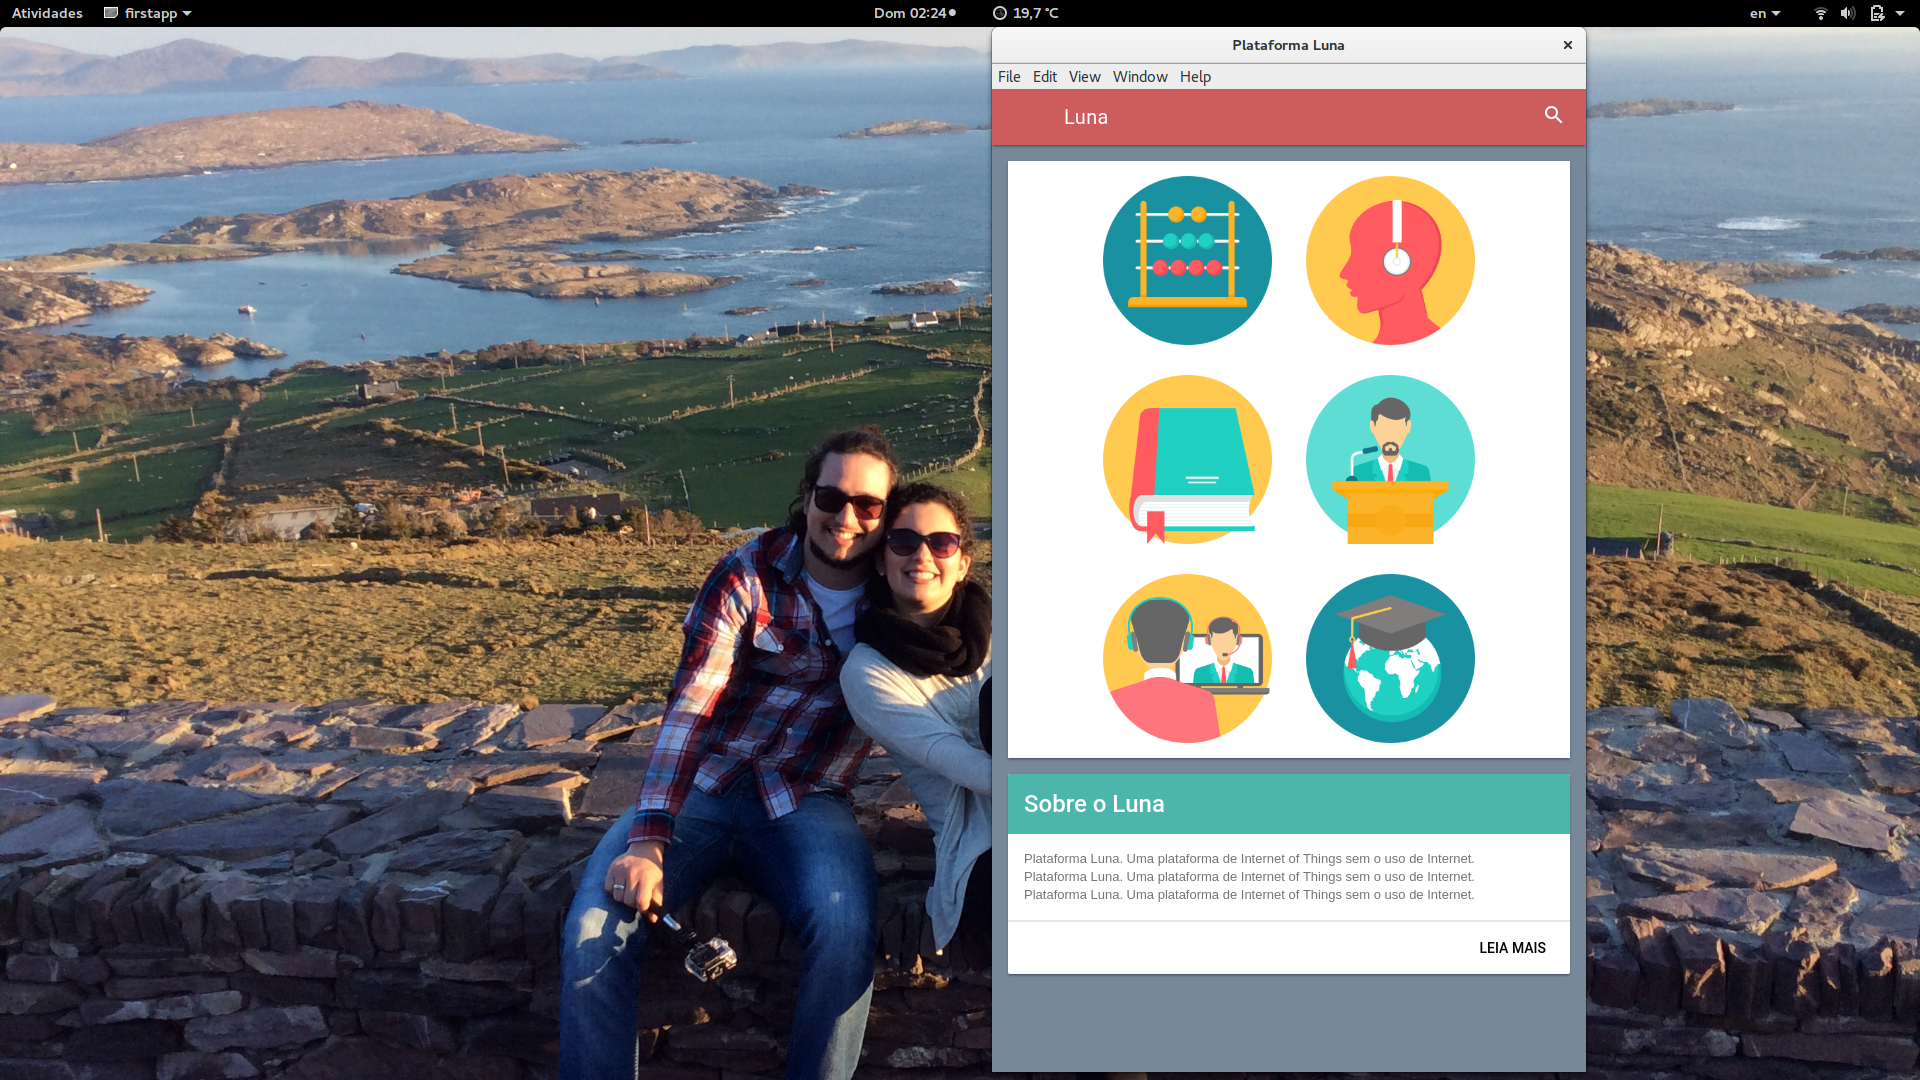 Atividades firstapp Dom 02:24 19,7 °C en
Plataforma Luna
File Edit View Window Help
Luna
Sobre o Luna
Plataforma Luna. Uma plataforma de Internet of Things sem o uso de Internet.
Plataforma Luna. Uma plataforma de Internet of Things sem o uso de Internet.
Plataforma Luna. Uma plataforma de Internet of Things sem o uso de Internet.
LEIA MAIS